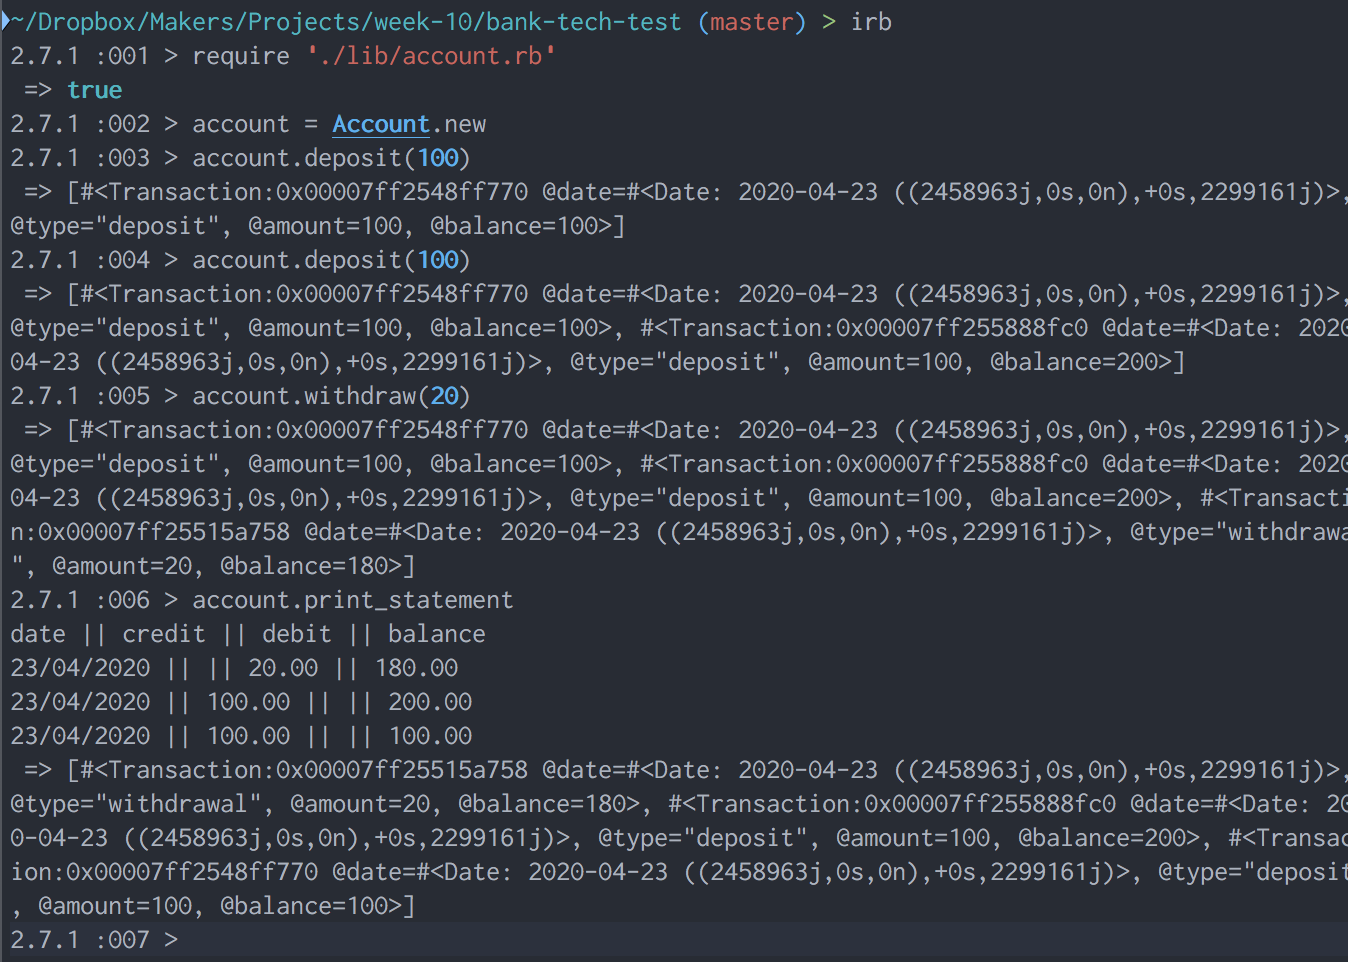 ~/Dropbox/Makers/Projects/week-10/bank-tech-test (master) > irb
2.7.1 :001 > require './lib/account.rb'
 => true
2.7.1 :002 > account = Account.new
2.7.1 :003 > account.deposit(100)
 => [#<Transaction:0x00007ff2548ff770 @date=#<Date: 2020-04-23 ((2458963j,0s,0n),+0s,2299161j)>,
@type="deposit", @amount=100, @balance=100>]
2.7.1 :004 > account.deposit(100)
 => [#<Transaction:0x00007ff2548ff770 @date=#<Date: 2020-04-23 ((2458963j,0s,0n),+0s,2299161j)>,
@type="deposit", @amount=100, @balance=100>, #<Transaction:0x00007ff255888fc0 @date=#<Date: 2020
04-23 ((2458963j,0s,0n),+0s,2299161j)>, @type="deposit", @amount=100, @balance=200>]
2.7.1 :005 > account.withdraw(20)
 => [#<Transaction:0x00007ff2548ff770 @date=#<Date: 2020-04-23 ((2458963j,0s,0n),+0s,2299161j)>,
@type="deposit", @amount=100, @balance=100>, #<Transaction:0x00007ff255888fc0 @date=#<Date: 2020
04-23 ((2458963j,0s,0n),+0s,2299161j)>, @type="deposit", @amount=100, @balance=200>, #<Transacti
n:0x00007ff25515a758 @date=#<Date: 2020-04-23 ((2458963j,0s,0n),+0s,2299161j)>, @type="withdrawa
", @amount=20, @balance=180>]
2.7.1 :006 > account.print_statement
date || credit || debit || balance
23/04/2020 || || 20.00 || 180.00
23/04/2020 || 100.00 || || 200.00
23/04/2020 || 100.00 || || 100.00
 => [#<Transaction:0x00007ff25515a758 @date=#<Date: 2020-04-23 ((2458963j,0s,0n),+0s,2299161j)>,
@type="withdrawal", @amount=20, @balance=180>, #<Transaction:0x00007ff255888fc0 @date=#<Date: 20
0-04-23 ((2458963j,0s,0n),+0s,2299161j)>, @type="deposit", @amount=100, @balance=200>, #<Transac
ion:0x00007ff2548ff770 @date=#<Date: 2020-04-23 ((2458963j,0s,0n),+0s,2299161j)>, @type="deposit
, @amount=100, @balance=100>]
2.7.1 :007 >